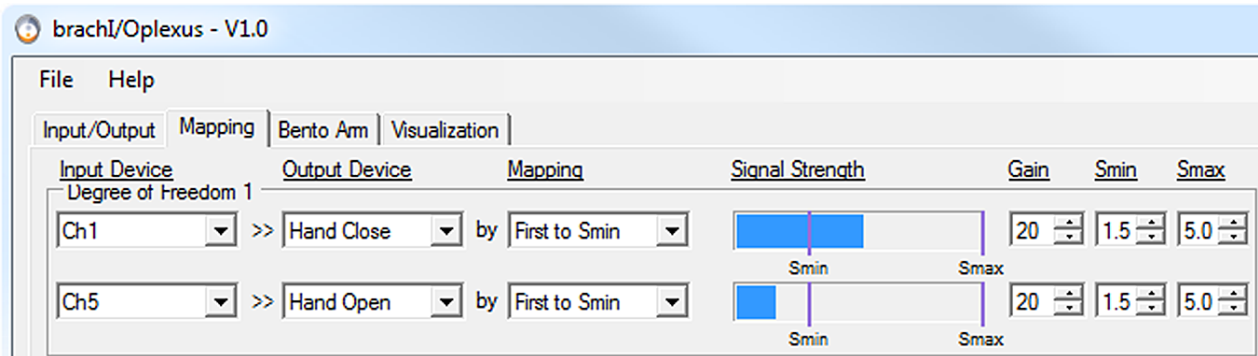 brachI/Oplexus - V1.0
File Help
Input/Output Mapping Bento Arm Visualization
Input Device Output Device Mapping Signal Strength Gain Smin Smax
Degree of Freedom 1
Ch1 >> Hand Close by First to Smin 20 1.5 5.0
Smin Smax
Ch5 >> Hand Open by First to Smin 20 1.5 5.0
Smin Smax